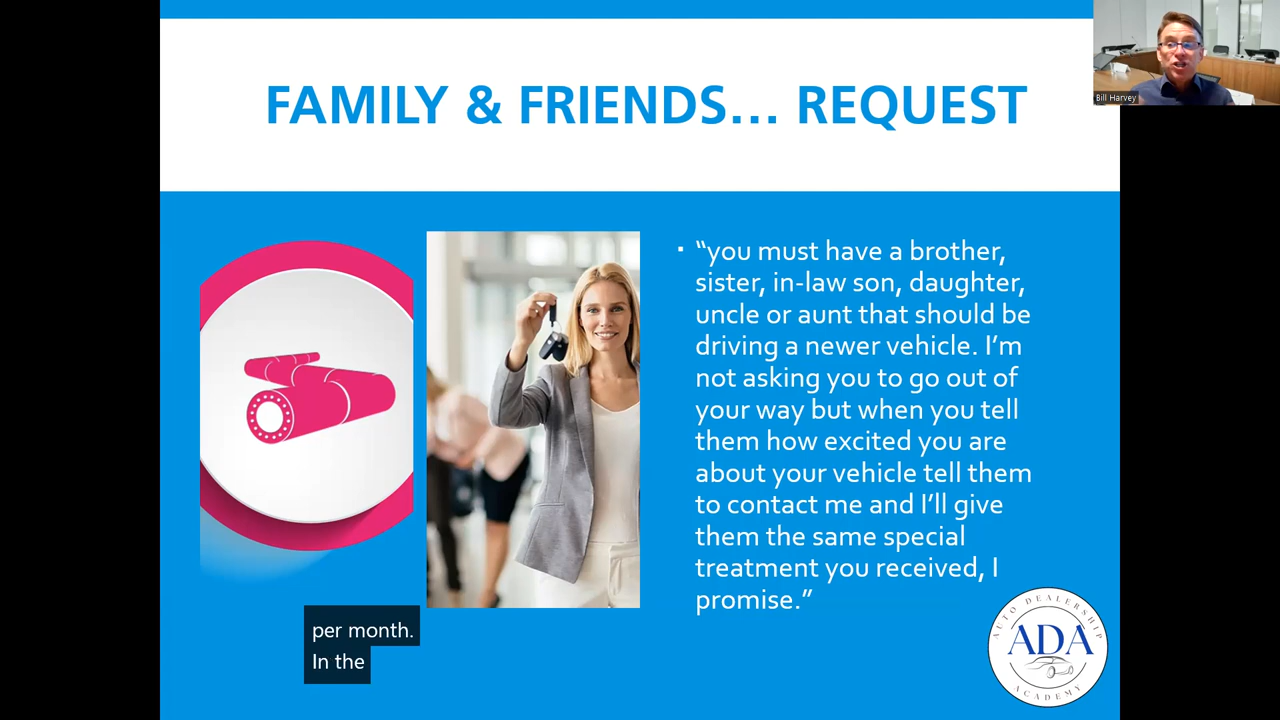 FAMILY & FRIENDS... REQUEST
Bill Harvey
▪ “you must have a brother,
sister, in-law son, daughter,
uncle or aunt that should be
driving a newer vehicle. I’m
not asking you to go out of
your way but when you tell
them how excited you are
about your vehicle tell them
to contact me and I’ll give
them the same special
treatment you received, I
promise.”
per month.
In the
AUTO DEALERSHIP
ADA
ACADEMY